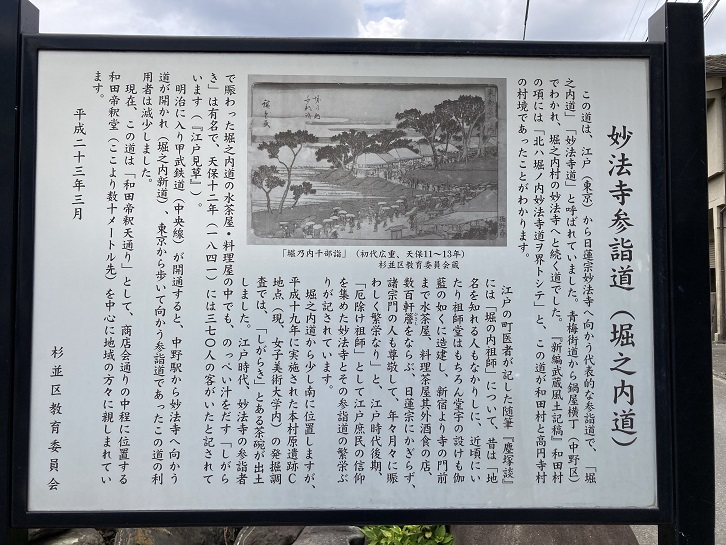 妙法寺参詣道（堀之内道）
この道は、江戸（東京）から日蓮宗妙法寺へ向かう代表的な参詣道で、「堀
之内道」「妙法寺道」と呼ばれていました。青梅街道から鍋屋横丁（中野区）
でわかれ、堀之内村の妙法寺へと続く道でした。『新編武蔵風土記稿』和田村
の項には、「北ハ堀ノ内妙法寺道ヲ界トシテ」と、この道が和田村と高円寺村
の村境であったことがわかります。
江戸の町医者が記した随筆『塵塚談』
には「堀の内祖師」について、昔は「地
名を知れる人もなかりしに、近頃にい
たり祖師堂はもちろん堂宇の設けも伽
藍の如くに造建し、新宿より寺の門前
まで水茶屋、料理茶屋其外酒食の店、
数百軒甍をならぶ、日蓮宗にかぎらず、
諸宗門の人も尊敬して、年々月々に賑
わしく繁栄なり」と、江戸時代後期、
「厄除け祖師」として江戸庶民の信仰
を集めた妙法寺とその参詣道の繁栄ぶ
りが記されています。
堀之内道から少し南に位置しますが、
平成十九年に実施された本村原遺跡C
地点（現、女子美術大学内）の発掘調
査では、「しがらき」とある茶碗が出土
しました。江戸時代、妙法寺の参詣者
で賑わった堀之内道の水茶屋・料理屋の中でも、のっぺい汁をだす「しがら
き」は有名で、天保十二年（一八四一）には二七〇人の客がいたと記されて
います（『江戸見草』）。
明治に入り甲武鉄道（中央線）が開通すると、中野駅から妙法寺へ向かう
道が開かれ（堀之内新道）、東京から歩いて向かう参詣道であったこの道の利
用者は減少しました。
現在、この道は「和田帝釈天通り」として、商店会通りの中程に位置する
和田帝釈堂（ここより数十メートル先）を中心に地域の方々に親しまれてい
ます。
平成二十三年三月
杉並区教育委員会
「堀乃内千部詣」（初代広重、天保11～13年）
杉並区教育委員会蔵